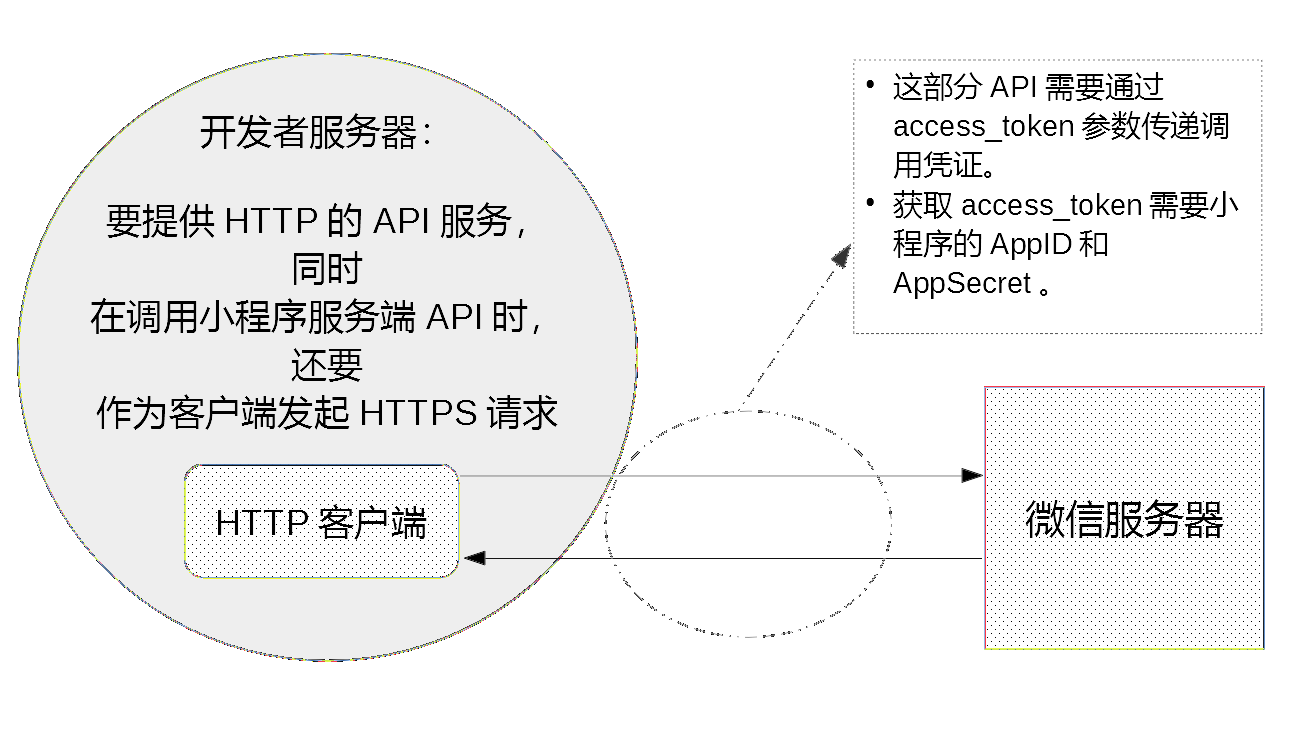 开发者服务器：
要提供 HTTP 的 API 服务，
同时
在调用小程序服务端 API 时，
还要
作为客户端发起 HTTPS 请求
HTTP 客户端
• 这部分 API 需要通过
access_token 参数传递调
用凭证。
• 获取 access_token 需要小
程序的 AppID 和
AppSecret 。
微信服务器